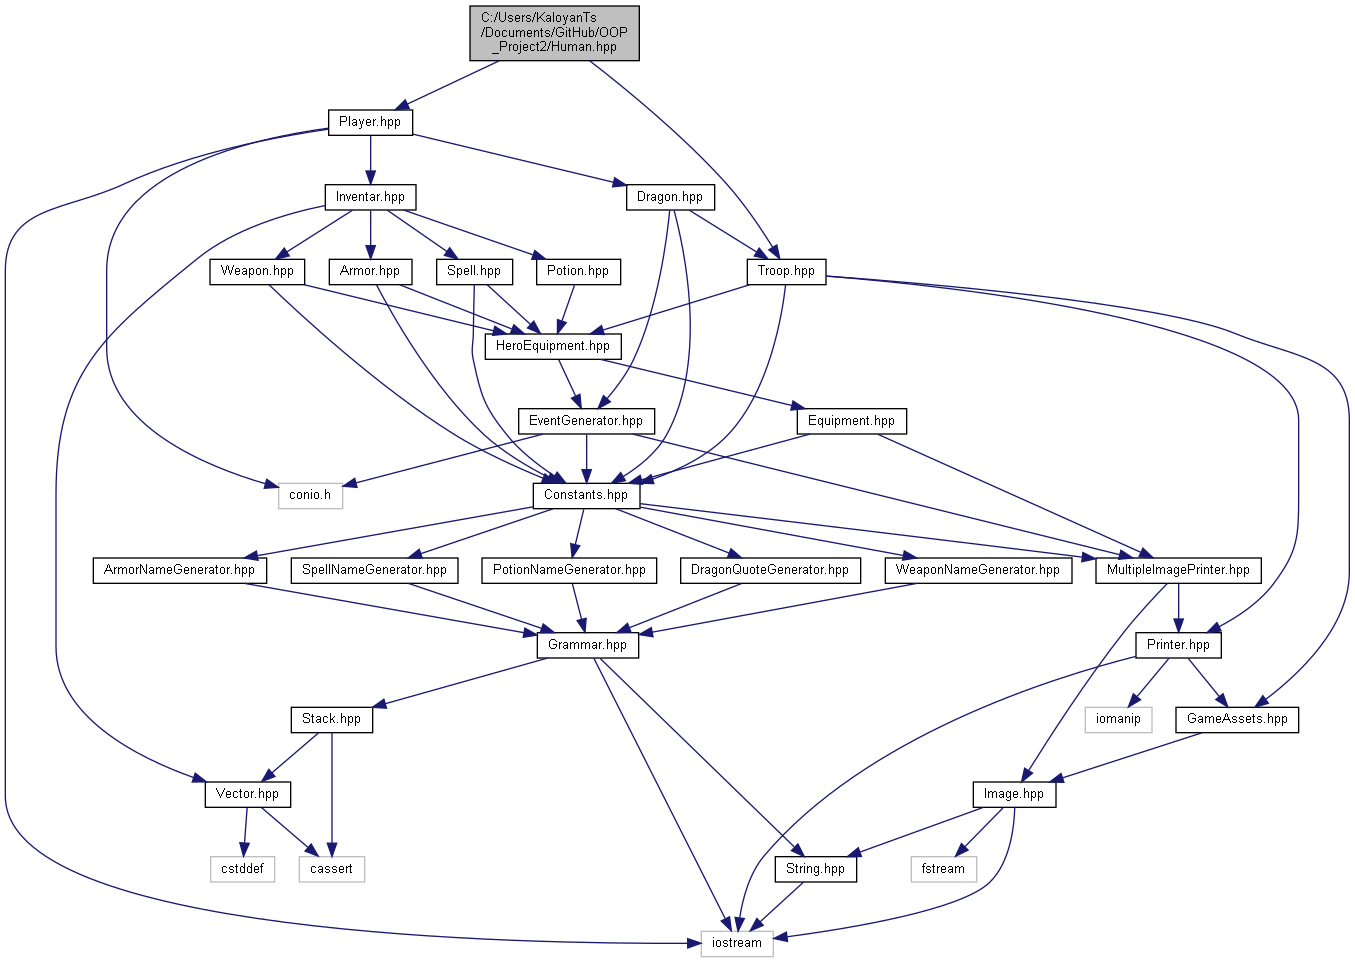 C:/Users/KaloyanTs
/Documents/GitHub/OOP
_Project2/Human.hpp
Player.hpp
Inventar.hpp
Dragon.hpp
Weapon.hpp
Armor.hpp
Spell.hpp
Potion.hpp
Troop.hpp
HeroEquipment.hpp
EventGenerator.hpp
Equipment.hpp
conio.h
Constants.hpp
ArmorNameGenerator.hpp
SpellNameGenerator.hpp
PotionNameGenerator.hpp
DragonQuoteGenerator.hpp
WeaponNameGenerator.hpp
MultipleImagePrinter.hpp
Grammar.hpp
Printer.hpp
Stack.hpp
iomanip
GameAssets.hpp
Vector.hpp
Image.hpp
cstddef
cassert
String.hpp
fstream
iostream